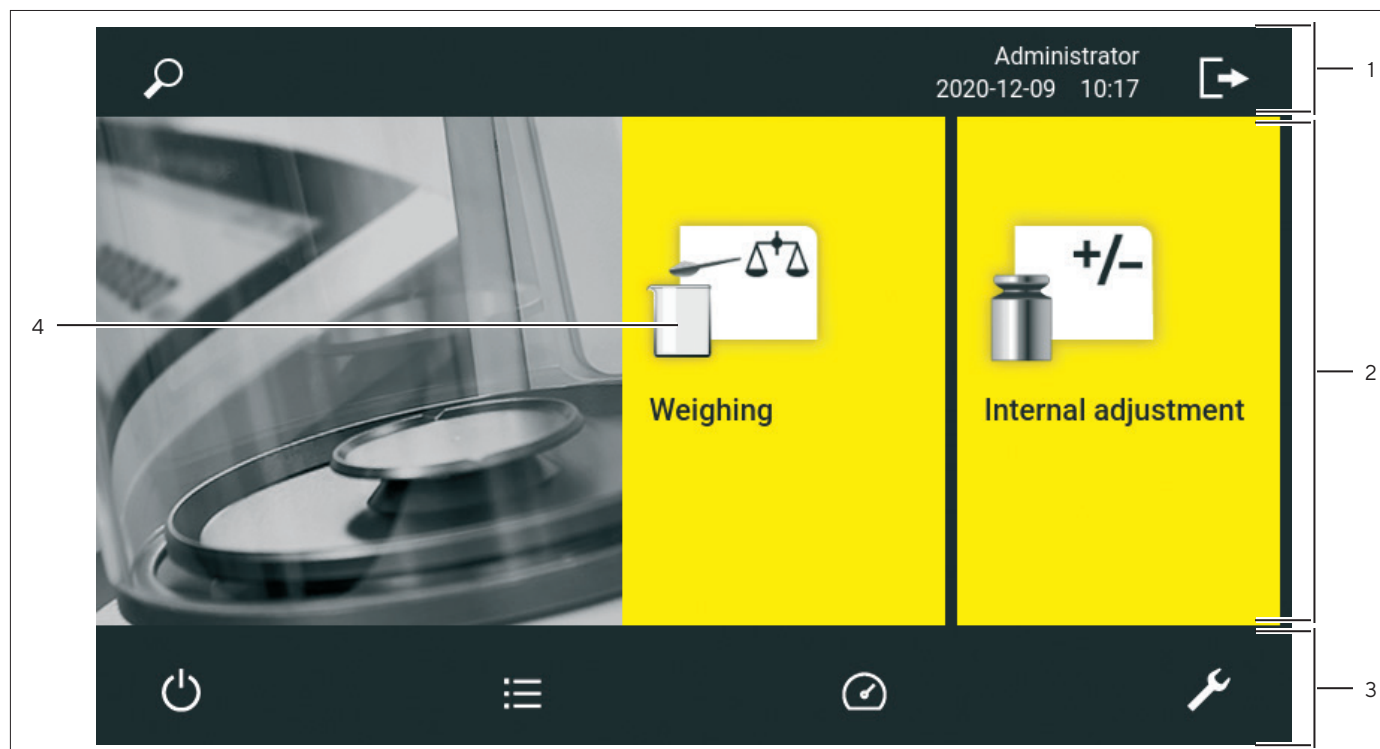 Administrator
2020-12-09 10:17
1
+/-
4
2
Weighing
Internal adjustment
3